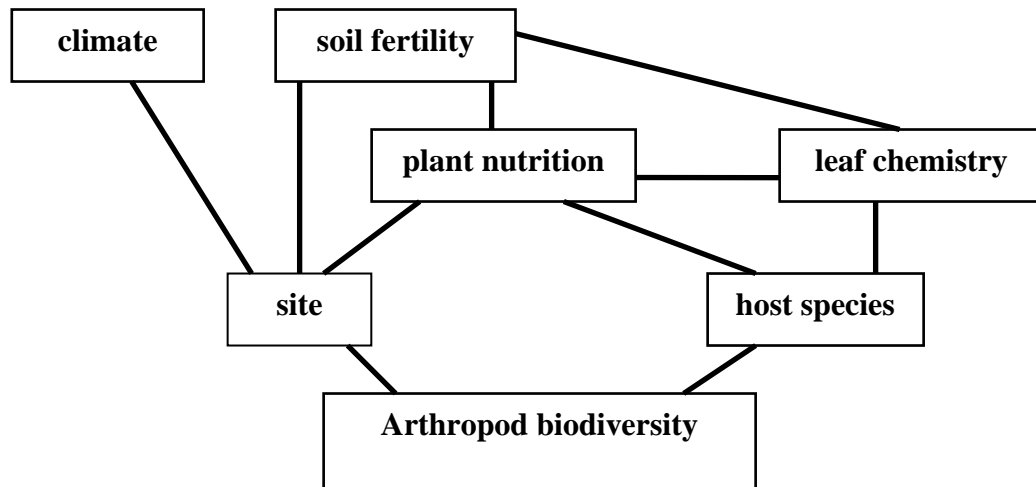 climate
soil fertility
plant nutrition
leaf chemistry
site
host species
Arthropod biodiversity